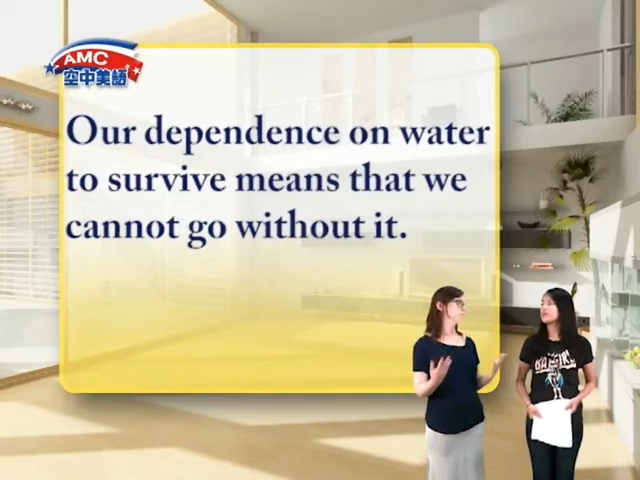 AMC
空中美語
Our dependence on water
to survive means that we
cannot go without it.